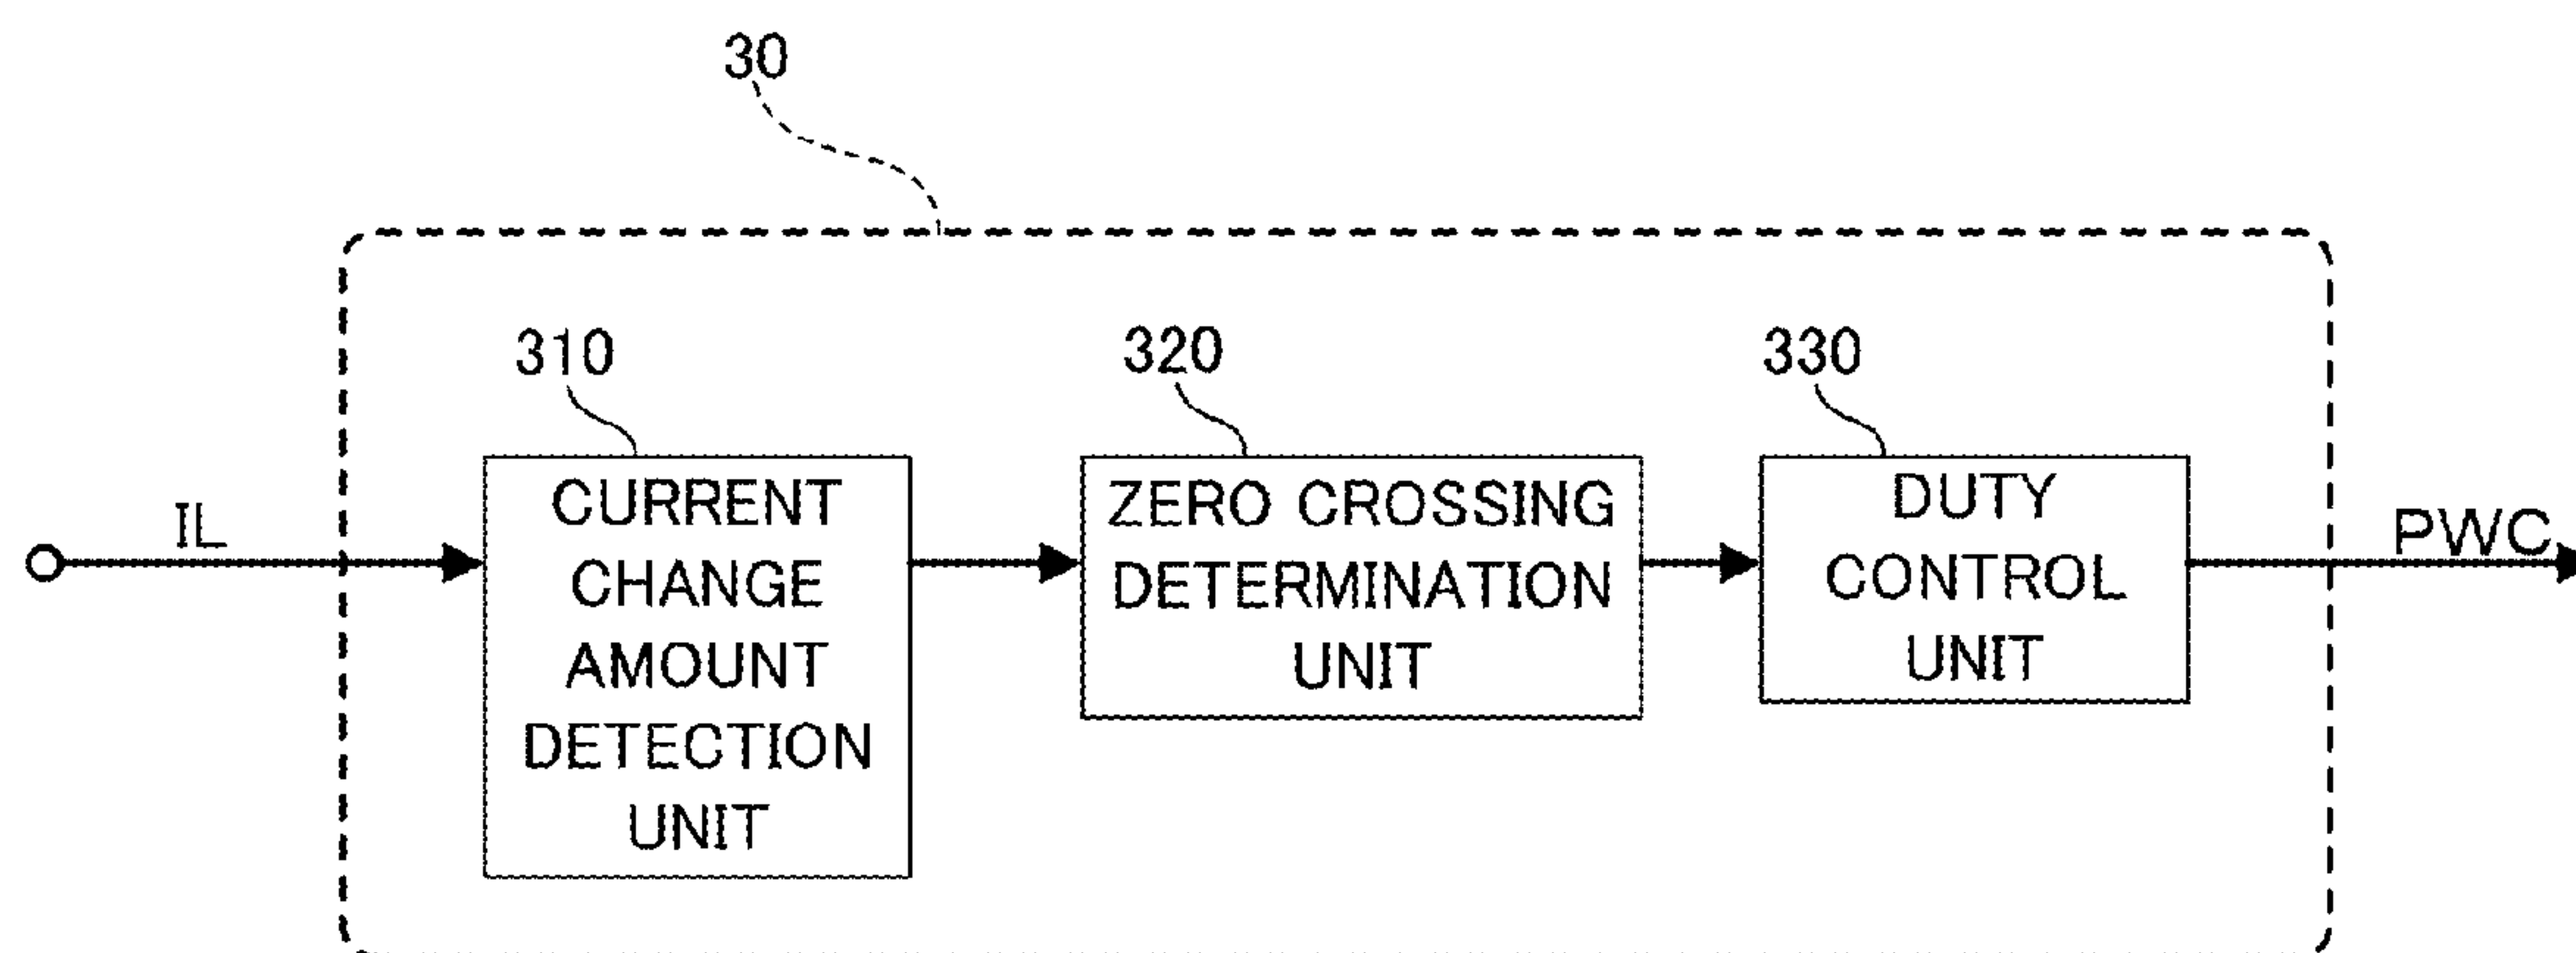 30
310
320
330
IL
CURRENT
CHANGE
AMOUNT
DETECTION
UNIT
ZERO CROSSING
DETERMINATION
UNIT
DUTY
CONTROL
UNIT
PWC